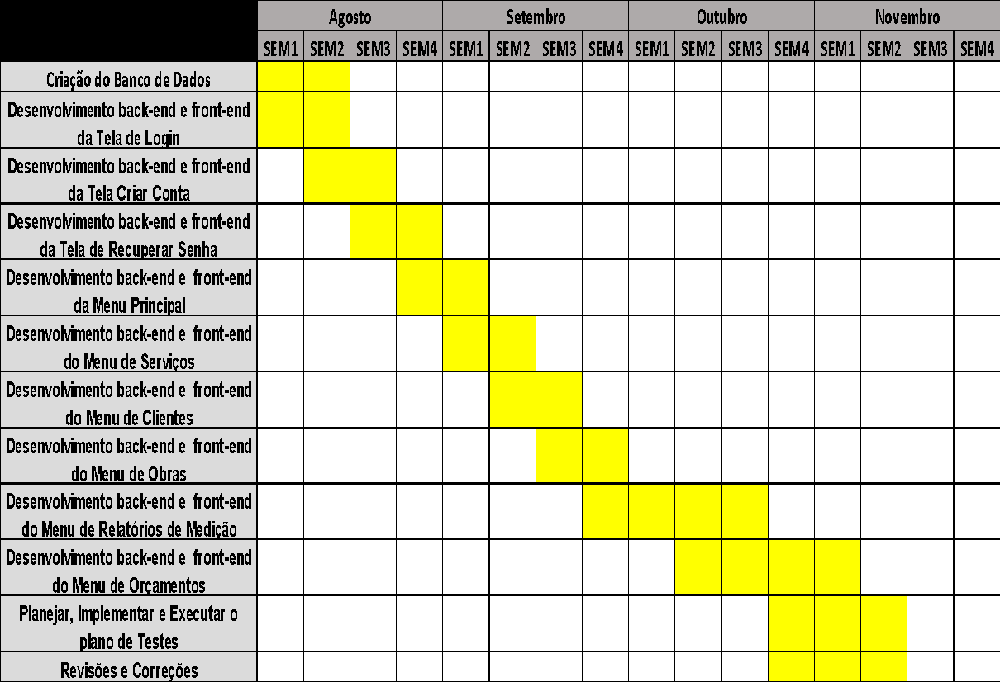 Agosto Setembro Outubro Novembro
SEM1 SEM2 SEM3 SEM4 SEM1 SEM2 SEM3 SEM4 SEM1 SEM2 SEM3 SEM4 SEM1 SEM2 SEM3 SEM4
Criação do Banco de Dados
Desenvolvimento back-end e front-end
da Tela de Login
Desenvolvimento back-end e front-end
da Tela Criar Conta
Desenvolvimento back-end e front-end
da Tela de Recuperar Senha
Desenvolvimento back-end e front-end
da Menu Principal
Desenvolvimento back-end e front-end
do Menu de Serviços
Desenvolvimento back-end e front-end
do Menu de Clientes
Desenvolvimento back-end e front-end
do Menu de Obras
Desenvolvimento back-end e front-end
do Menu de Relatórios de Medição
Desenvolvimento back-end e front-end
do Menu de Orçamentos
Planejar, Implementar e Executar o
plano de Testes
Revisões e Correções